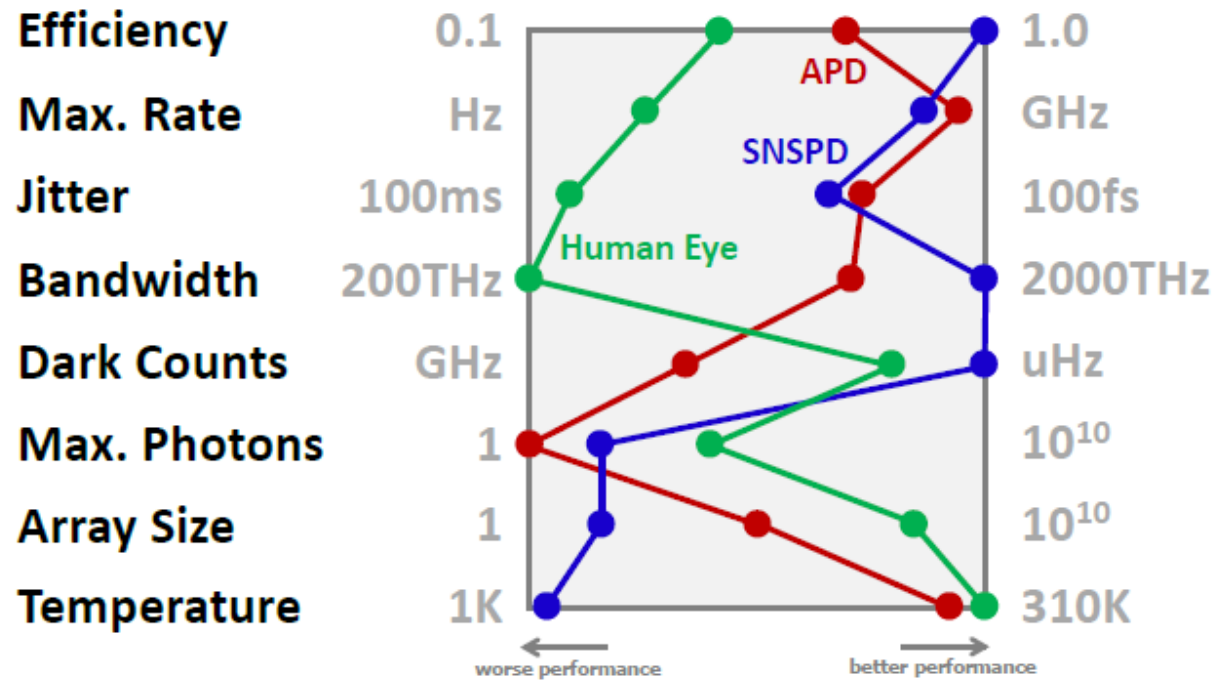 Efficiency 0.1 1.0
APD
Max. Rate Hz GHz
SNSPD
Jitter 100ms 100fs
Human Eye
Bandwidth 200THz 2000THz
Dark Counts GHz uHz
Max. Photons 1 10¹⁰
Array Size 1 10¹⁰
Temperature 1K 310K
worse performance better performance